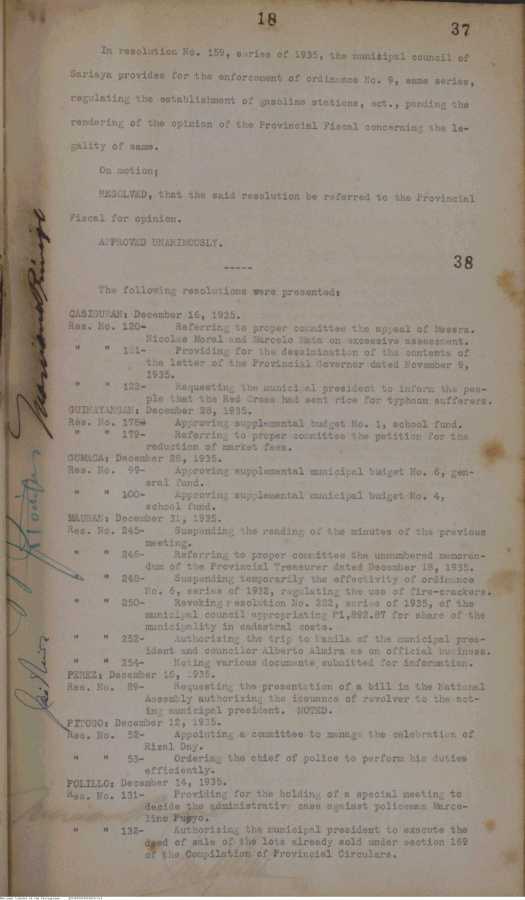 18
37
In resolution No. 159, series of 1935, the municipal council of
Sariaya provides for the enforcement of ordinance No. 9, same series,
regulating the establishment of gasoline stations, ect., pending the
rendering of the opinion of the Provincial Fiscal concerning the le-
gality of same.
On motion;
RESOLVED, that the said resolution be referred to the Provincial
Fiscal for opinion.
APPROVED UNANIMOUSLY.
-----
38
The following resolutions were presented:
CASIGURAN: December 16, 1935.
Res. No. 120- Referring to proper committee the appeal of Messrs.
Nicolas Moral and Marcelo Mata on excessive assessment.
" " 121- Providing for the dessimination of the contents of
the letter of the Provincial Governor dated November 9,
1935.
" " 123- Requesting the municipal president to inform the peo-
ple that the Red Cross had sent rice for typhoon sufferers.
GUINAYANGAN: December 28, 1935.
Res. No. 178- Approving supplemental budget No. 1, school fund.
" " 179- Referring to proper committee the petition for the
reduction of market fees.
GUMACA: December 28, 1935.
Res. No. 99- Approving supplemental municipal budget No. 6, gen-
eral fund.
" " 100- Approving supplemental municipal budget No. 4,
school fund.
MAUBAN: December 31, 1935.
Res. No. 245- Suspending the reading of the minutes of the previous
meeting.
" " 246- Referring to proper committee the unnumbered memoran-
dum of the Provincial Treasurer dated December 18, 1935.
" " 248- Suspending temporarily the effectivity of ordinance
No. 6, series of 1932, regulating the use of fire-crackers.
" " 250- Revoking resolution No. 222, series of 1935, of the
municipal council appropriating ₱1,892.87 for share of the
municipality in cadastral costs.
" " 252- Authorizing the trip to Manila of the municipal pres-
ident and councilor Alberto Almira as on official business.
" " 254- Noting various documents submitted for information.
PEREZ: December 16, 1935.
Res. No. 89- Requesting the presentation of a bill in the National
Assembly authorizing the issuance of revolver to the act-
ing municipal president. NOTED.
PITOGO: December 12, 1935.
Res. No. 52- Appointing a committee to manage the celebration of
Rizal Day.
" " 53- Ordering the chief of police to perform his duties
efficiently.
POLILLO: December 14, 1935.
Res. No. 131- Providing for the holding of a special meeting to
decide the administrative case against policeman Marce-
lino Pupyo.
" " 132- Authorizing the municipal president to execute the
deed of sale of the lots already sold under section 169
of the Compilation of Provincial Circulars.